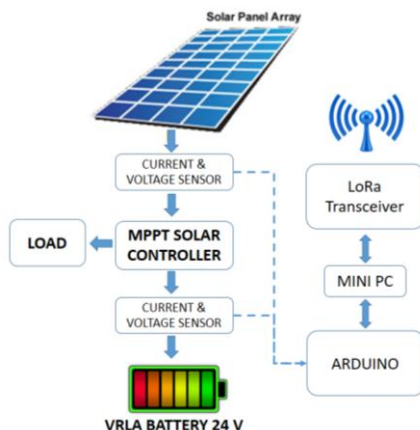 Solar Panel Array
CURRENT &
VOLTAGE SENSOR
LoRa
Transceiver
LOAD
MPPT SOLAR
CONTROLLER
MINI PC
CURRENT &
VOLTAGE SENSOR
ARDUINO
VRLA BATTERY 24 V